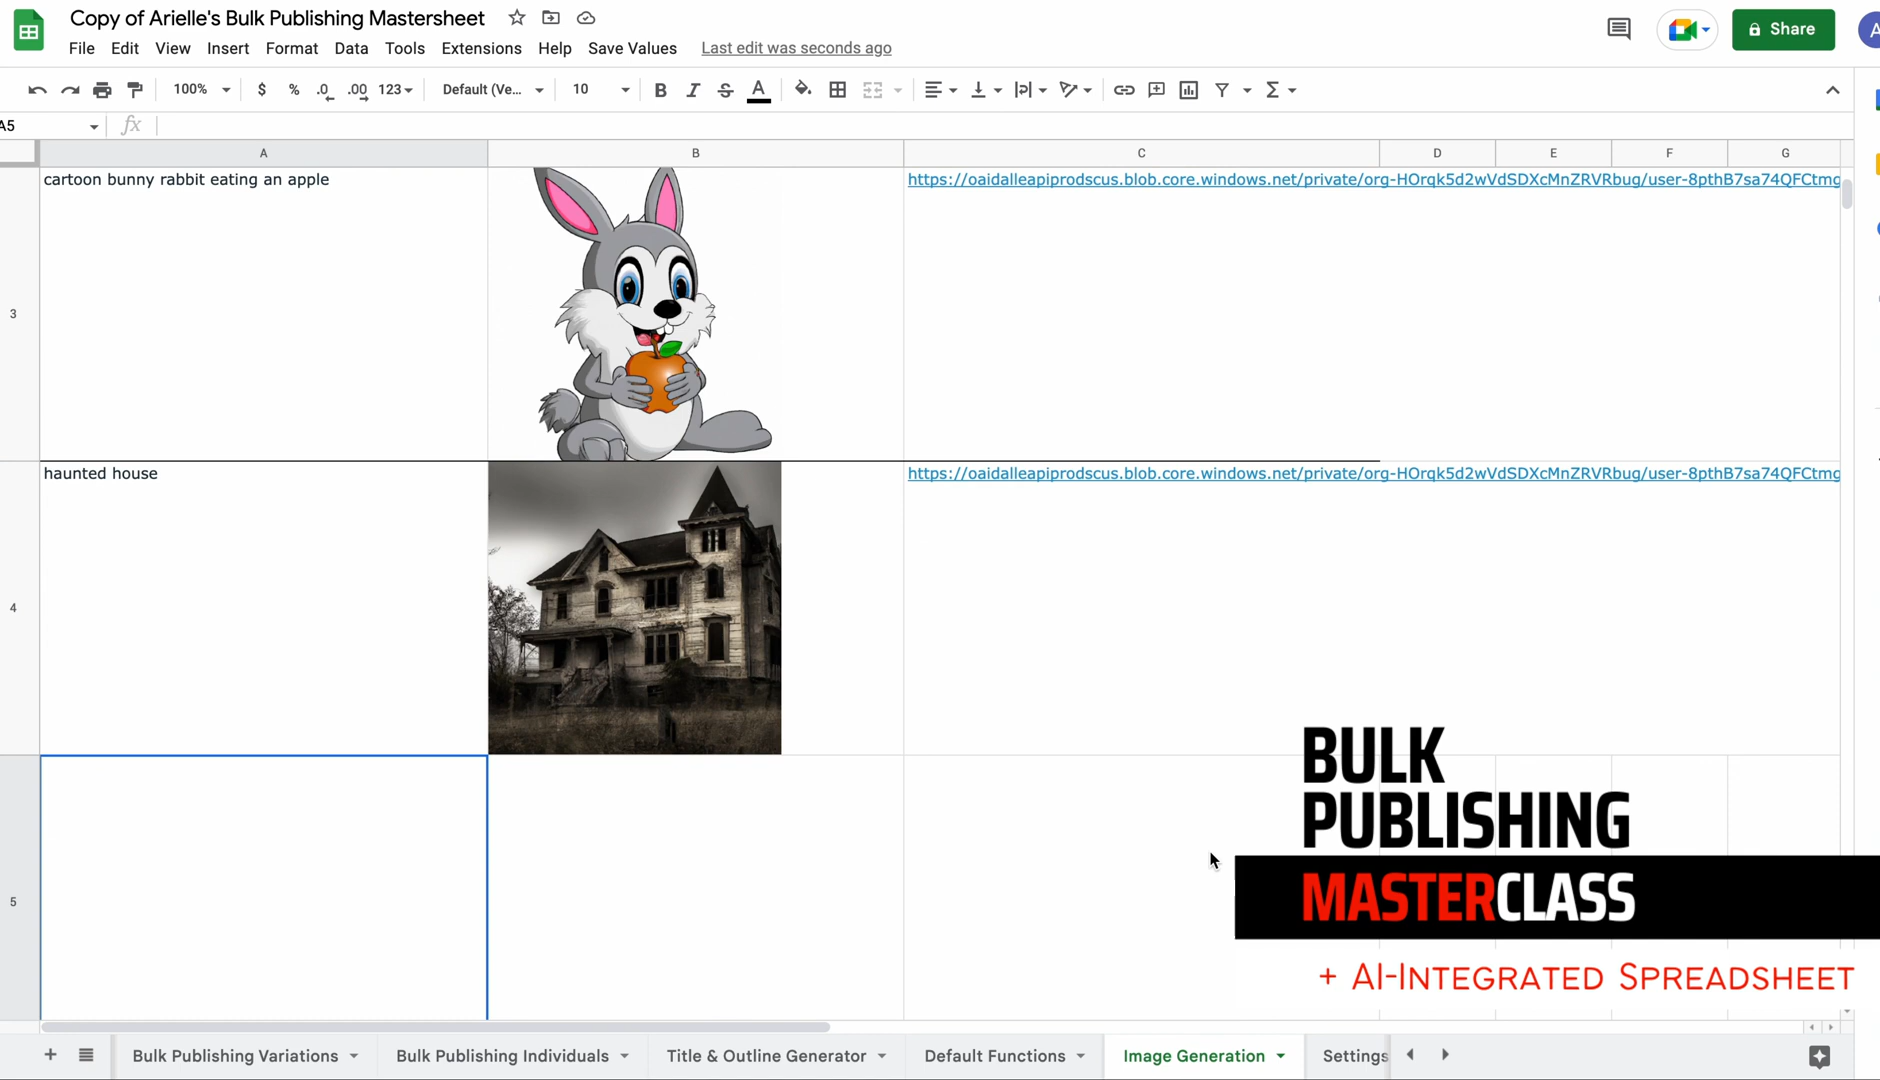 Copy of Arielle's Bulk Publishing Mastersheet
File Edit View Insert Format Data Tools Extensions Help Save Values Last edit was seconds ago
Share
100% $ % .0 .00 123 Default (Ve... 10 B I S A
A5 fx
A B C D E F G
3 cartoon bunny rabbit eating an apple https://oaidalleapiprodscus.blob.core.windows.net/private/org-HOrqk5d2wVdSDXcMnZRVRbug/user-8pthB7sa74QFCtmg
4 haunted house https://oaidalleapiprodscus.blob.core.windows.net/private/org-HOrqk5d2wVdSDXcMnZRVRbug/user-8pthB7sa74QFCtmg
5
BULK
PUBLISHING
MASTERCLASS
+ AI-INTEGRATED SPREADSHEET
Bulk Publishing Variations Bulk Publishing Individuals Title & Outline Generator Default Functions Image Generation Settings